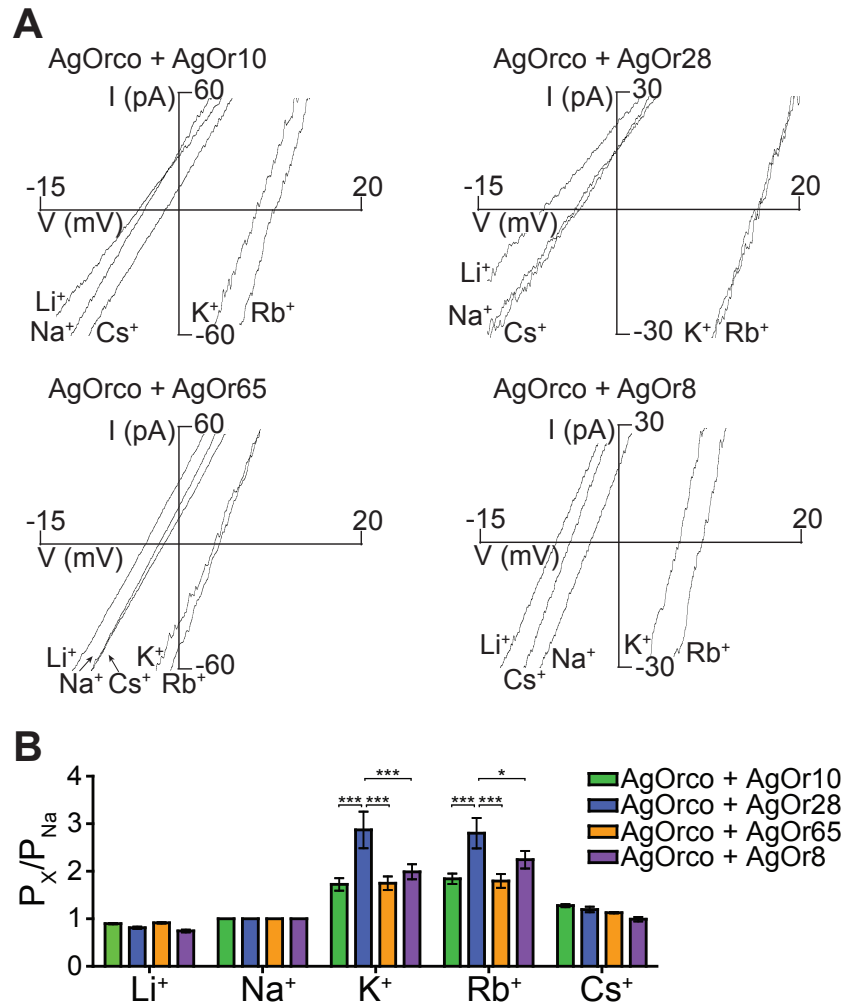 A
AgOrco + AgOr10
I (pA) 60
-15 20
V (mV)
Li⁺
Na⁺ Cs⁺ K⁺ Rb⁺
-60
AgOrco + AgOr28
I (pA) 30
-15 20
V (mV)
Li⁺
Na⁺ Cs⁺ K⁺ Rb⁺
-30
AgOrco + AgOr65
I (pA) 60
-15 20
V (mV)
Li⁺ K⁺
Na⁺ Cs⁺ Rb⁺
-60
AgOrco + AgOr8
I (pA) 30
-15 20
V (mV)
Li⁺ K⁺
Cs⁺ Na⁺ Rb⁺
-30
B
Pₓ/P_Na
4
3
2
1
0
*** *
*** *** *** ***
Li⁺ Na⁺ K⁺ Rb⁺ Cs⁺
AgOrco + AgOr10
AgOrco + AgOr28
AgOrco + AgOr65
AgOrco + AgOr8